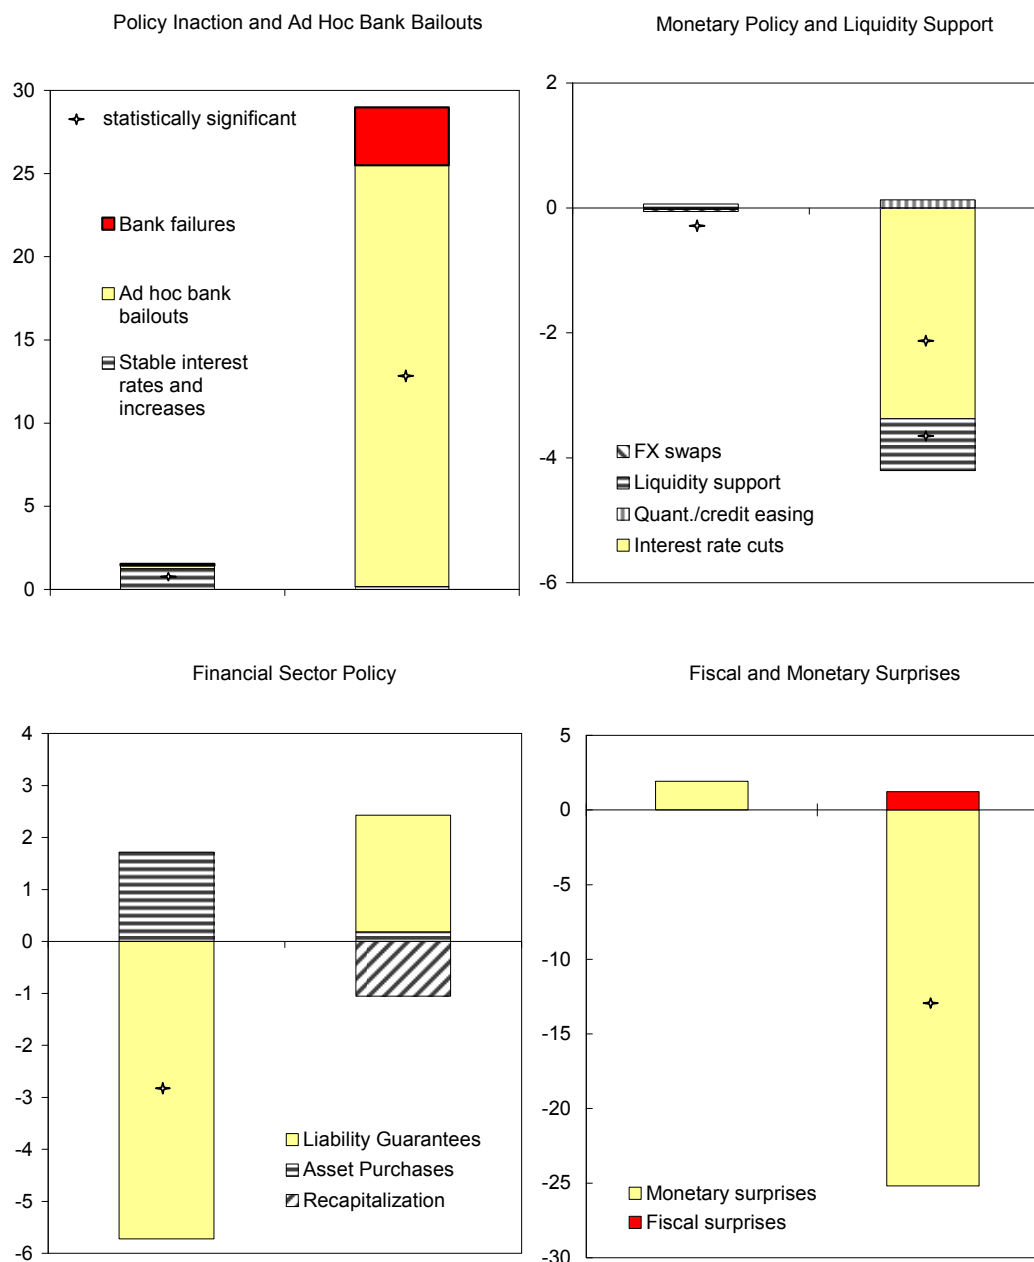 Policy Inaction and Ad Hoc Bank Bailouts
30
25
20
15
10
5
0
statistically significant
Bank failures
Ad hoc bank
bailouts
Stable interest
rates and
increases
Monetary Policy and Liquidity Support
2
0
-2
-4
-6
FX swaps
Liquidity support
Quant./credit easing
Interest rate cuts
Financial Sector Policy
4
3
2
1
0
-1
-2
-3
-4
-5
-6
Liability Guarantees
Asset Purchases
Recapitalization
Fiscal and Monetary Surprises
5
0
-5
-10
-15
-20
-25
-30
Monetary surprises
Fiscal surprises